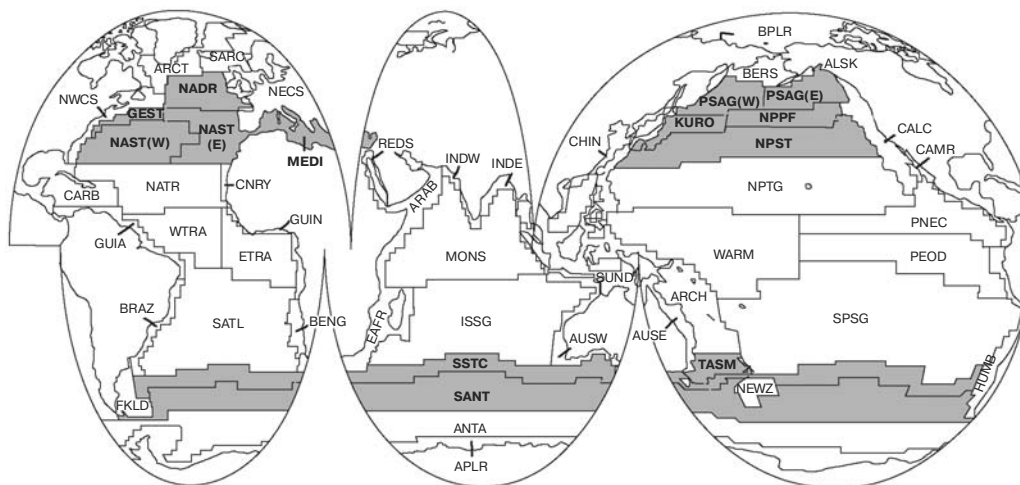 BPLR
SARC
ARCT
BERS
ALSK
NADR
NECS
NWCS
PSAG(W)
PSAG(E)
GEST
KURO
NPPF
NAST(W)
NAST
(E)
CHIN
CALC
NPST
MEDI
REDS
INDW
INDE
CAMR
CARB
NATR
CNRY
ARAB
NPTG
GUIN
PNEC
WTRA
GUIA
ETRA
MONS
WARM
PEOD
SUND
ARCH
BRAZ
SATL
BENG
EAFR
ISSG
AUSW
AUSE
SPSG
SSTC
TASM
HUMB
NEWZ
FKLD
SANT
ANTA
APLR